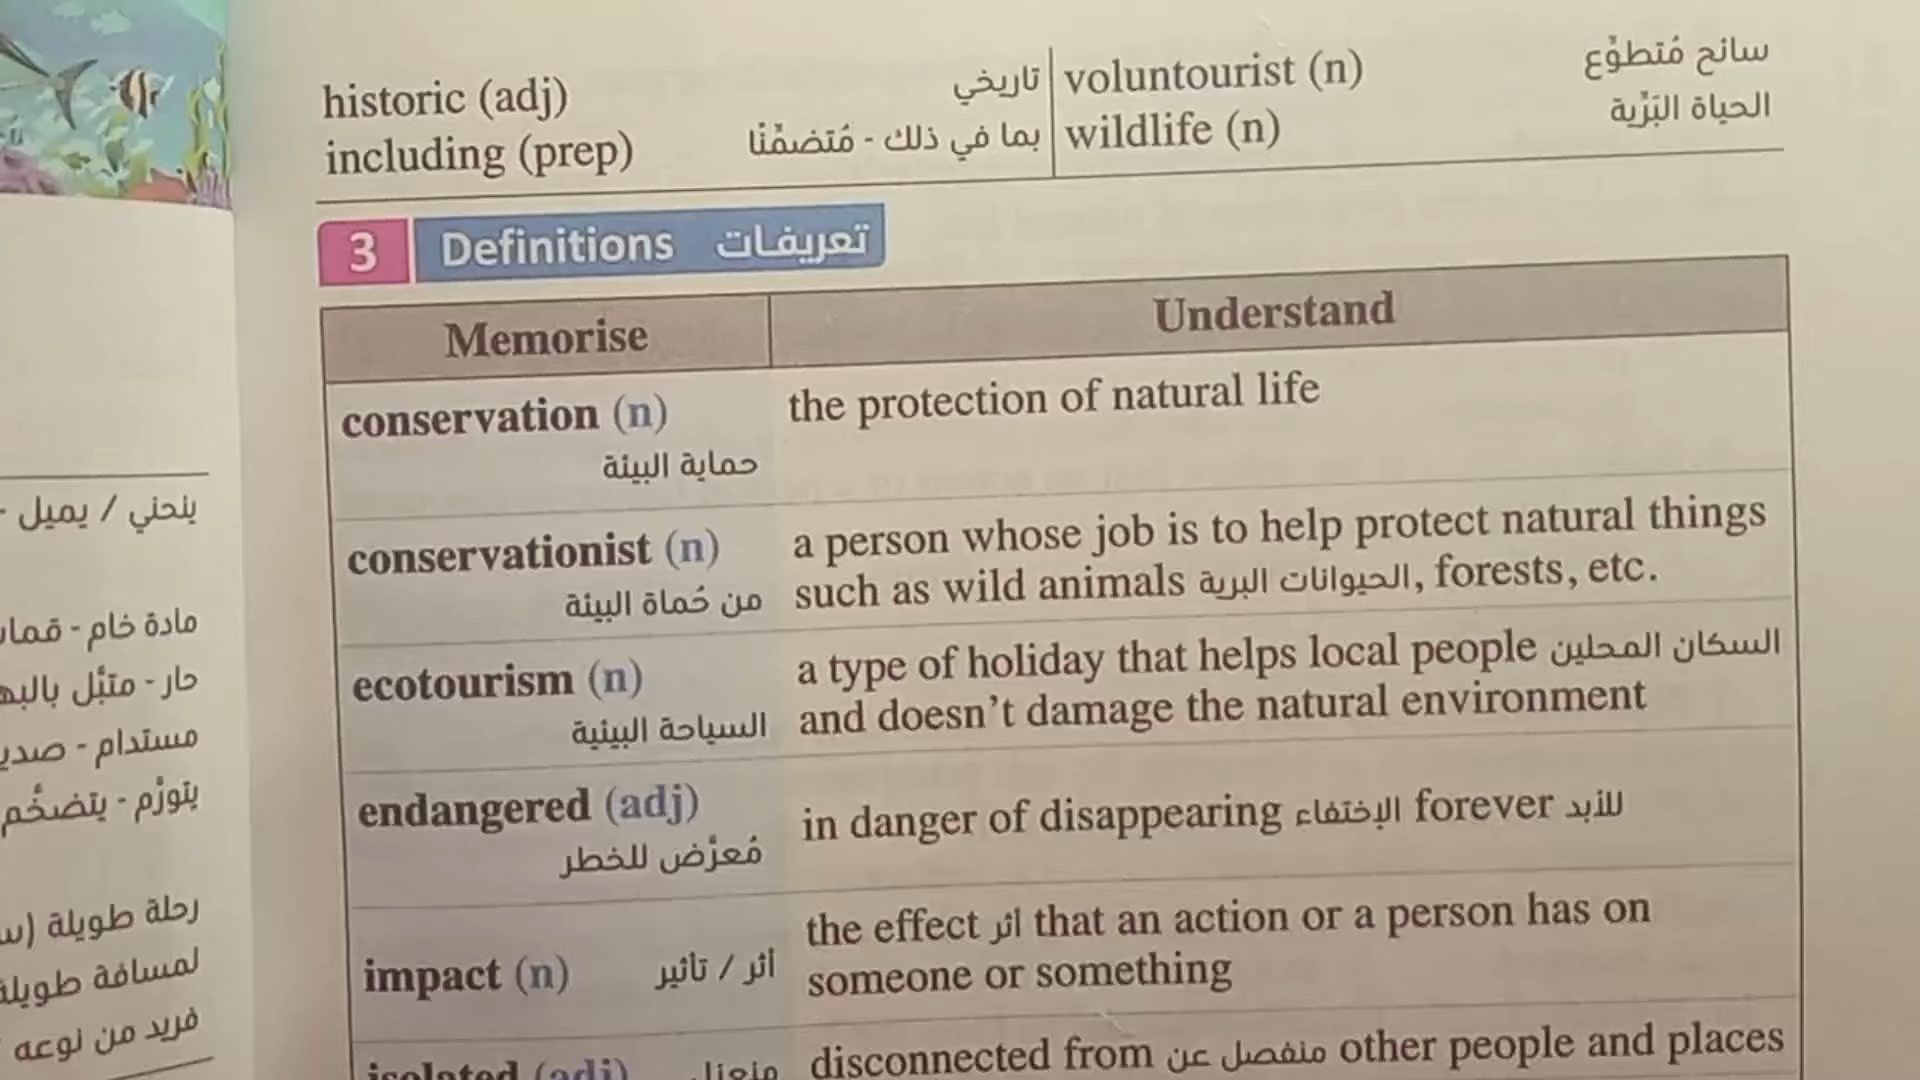 historic (adj) تاريخي
including (prep) بما في ذلك - مُتضمِّنًا
voluntourist (n) سائح مُتطوِّع
wildlife (n) الحياة البَرِّية
3 Definitions تعريفات
Memorise Understand
conservation (n) the protection of natural life
حماية البيئة
conservationist (n) a person whose job is to help protect natural things
من حُماة البيئة such as wild animals الحيوانات البرية, forests, etc.
ecotourism (n) a type of holiday that helps local people السكان المحلين
السياحة البيئية and doesn't damage the natural environment
endangered (adj) in danger of disappearing الإختفاء forever للأبد
مُعرَّض للخطر
impact (n) أثر / تأثير the effect أثر that an action or a person has on
someone or something
isolated (adj) منعزل disconnected from منفصل عن other people and places
ينحني / يميل -
مادة خام -
حار - متبَّل
مستدام -
يتورَّم - يتضخَّم
رحلة طويلة
لمسافة طويلة
فريد من نوعه